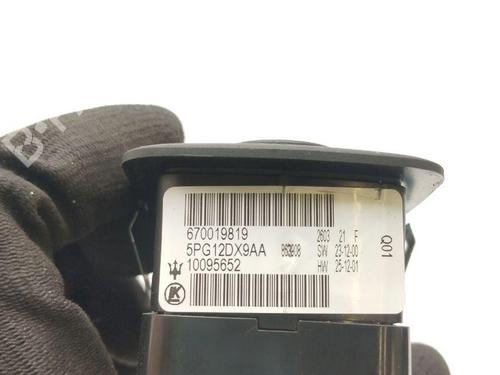 670019819 2603 21 F
5PG12DX9AA SW 23-12-00
10095652 HW 25-12-01
Q01
K